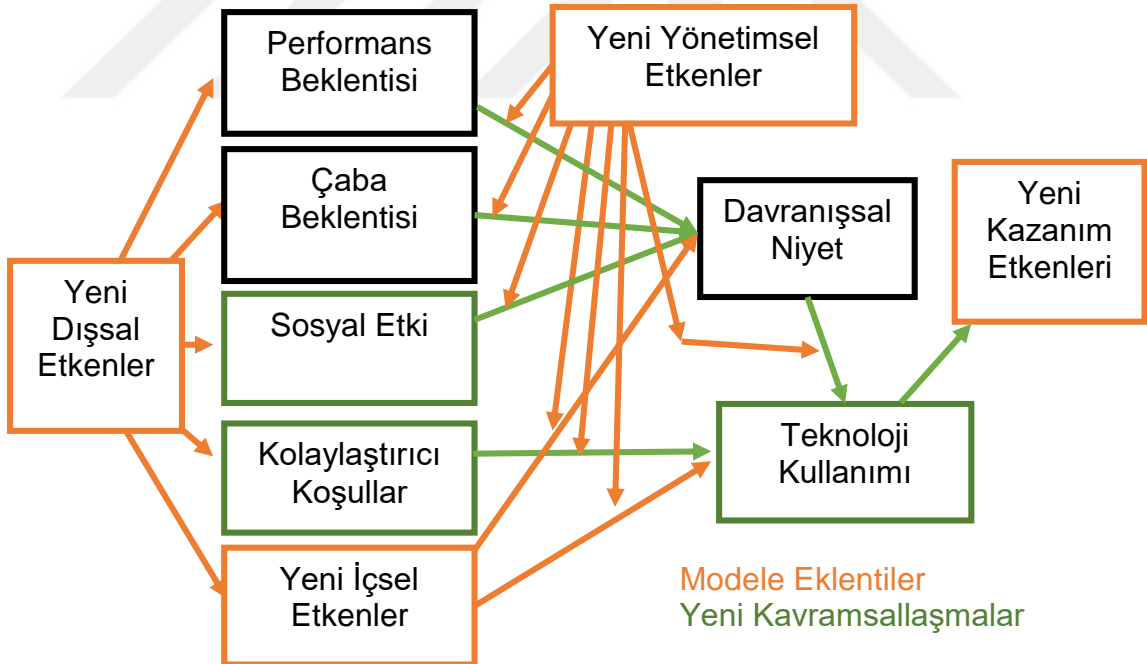 Performans
Beklentisi
Yeni Yönetimsel
Etkenler
Çaba
Beklentisi
Davranışsal
Niyet
Yeni
Kazanım
Etkenleri
Yeni
Dışsal
Etkenler
Sosyal Etki
Kolaylaştırıcı
Koşullar
Teknoloji
Kullanımı
Yeni İçsel
Etkenler
Modele Eklentiler
Yeni Kavramsallaşmalar